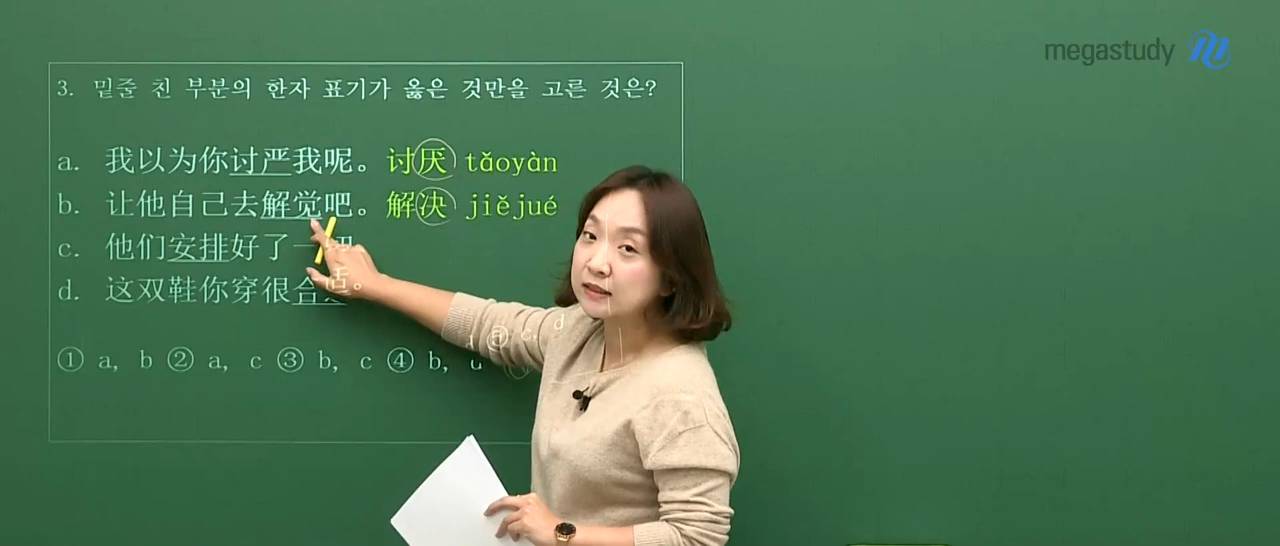 megastudy
3. 밑줄 친 부분의 한자 표기가 옳은 것만을 고른 것은?
a. 我以为你讨严我呢。 讨厌 tǎoyàn
b. 让他自己去解觉吧。 解决 jiějué
c. 他们安排好了一切
d. 这双鞋你穿很合适。
① a, b ② a, c ③ b, c ④ b, d ⑤ c, d